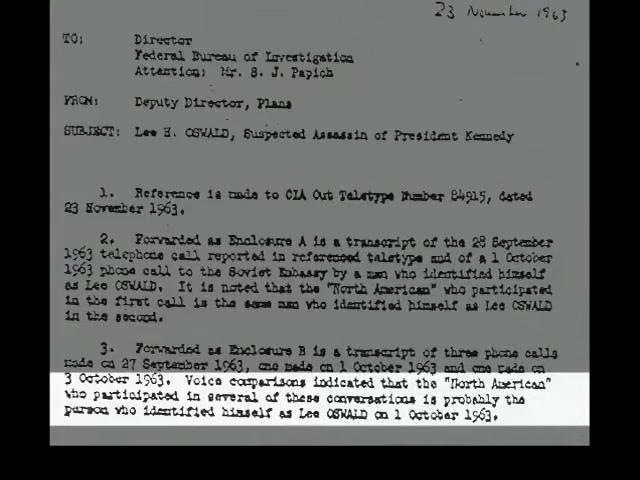 23 November 1963
TO: Director
Federal Bureau of Investigation
Attention: Mr. S. J. Papich
FROM: Deputy Director, Plans
SUBJECT: Lee H. OSWALD, Suspected Assassin of President Kennedy
1. Reference is made to CIA Out Teletype Number 84915, dated
23 November 1963.
2. Forwarded as Enclosure A is a transcript of the 28 September
1963 telephone call reported in referenced teletype and of a 1 October
1963 phone call to the Soviet Embassy by a man who identified himself
as Lee OSWALD. It is noted that the "North American" who participated
in the first call is the same man who identified himself as Lee OSWALD
in the second.
3. Forwarded as Enclosure B is a transcript of three phone calls
made on 27 September 1963, one made on 1 October 1963 and one made on
3 October 1963. Voice comparisons indicated that the "North American"
who participated in several of these conversations is probably the
person who identified himself as Lee OSWALD on 1 October 1963.